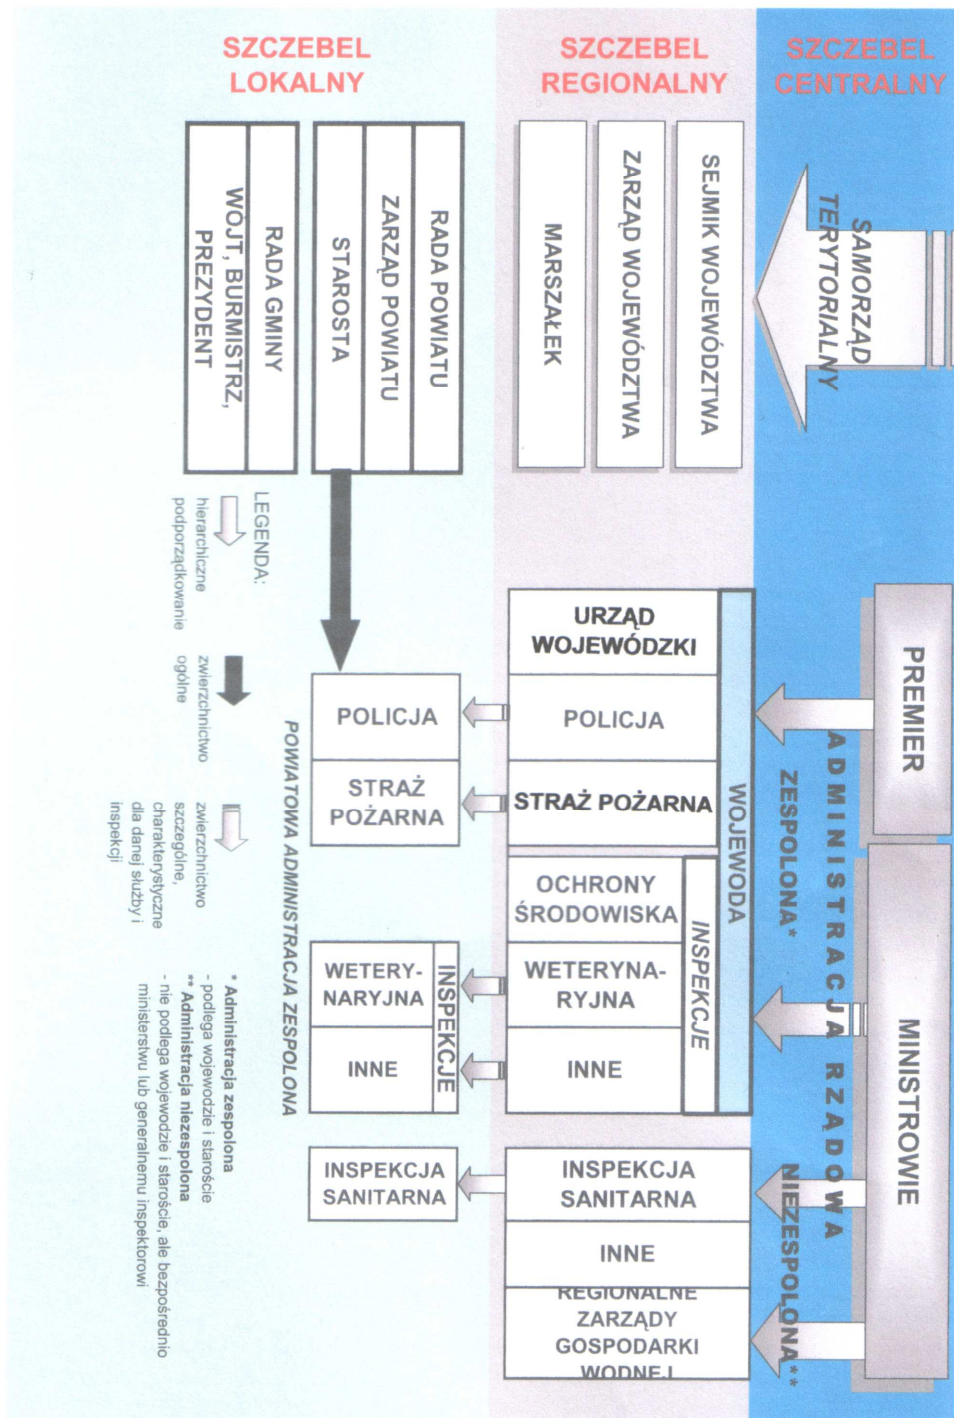 SZCZEBEL
LOKALNY
SZCZEBEL
REGIONALNY
SZCZEBEL
CENTRALNY
SAMORZĄD
TERYTORIALNY
SEJMIK WOJEWÓDZTWA
ZARZĄD WOJEWÓDZTWA
MARSZAŁEK
RADA POWIATU
ZARZĄD POWIATU
STAROSTA
RADA GMINY
WÓJT, BURMISTRZ,
PREZYDENT
PREMIER
MINISTROWIE
ADMINISTRACJA RZĄDOWA
ZESPOLONA*
NIEZESPOLONA**
WOJEWODA
URZĄD
WOJEWÓDZKI
POLICJA
STRAŻ POŻARNA
INSPEKCJE
OCHRONY
ŚRODOWISKA
WETERYNA-
RYJNA
INNE
INSPEKCJA
SANITARNA
INNE
REGIONALNE
ZARZĄDY
GOSPODARKI
WODNEJ
POLICJA
STRAŻ
POŻARNA
INSPEKCJE
WETERY-
NARYJNA
INNE
INSPEKCJA
SANITARNA
POWIATOWA ADMINISTRACJA ZESPOLONA
LEGENDA:
hierarchiczne
podporządkowanie
zwierzchnictwo
ogólne
zwierzchnictwo
szczególne,
charakterystyczne
dla danej służby i
inspekcji
* Administracja zespolona
- podlega wojewodzie i staroście
** Administracja niezespolona
- nie podlega wojewodzie i staroście, ale bezpośrednio
ministerstwu lub generalnemu inspektorowi